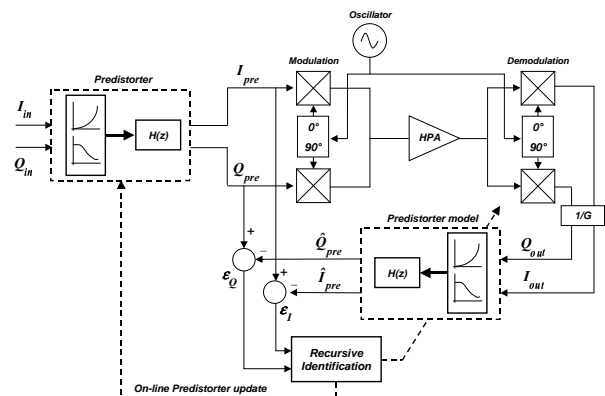 Oscillator
Modulation
Demodulation
Predistorter
I_pre
I_in
H(z)
0°
90°
HPA
0°
90°
Q_in
Q_pre
1/G
Predistorter model
+
−
Q̂_pre
Q_out
ε_Q
+
H(z)
−
Î_pre
I_out
ε_I
Recursive
Identification
On-line Predistorter update